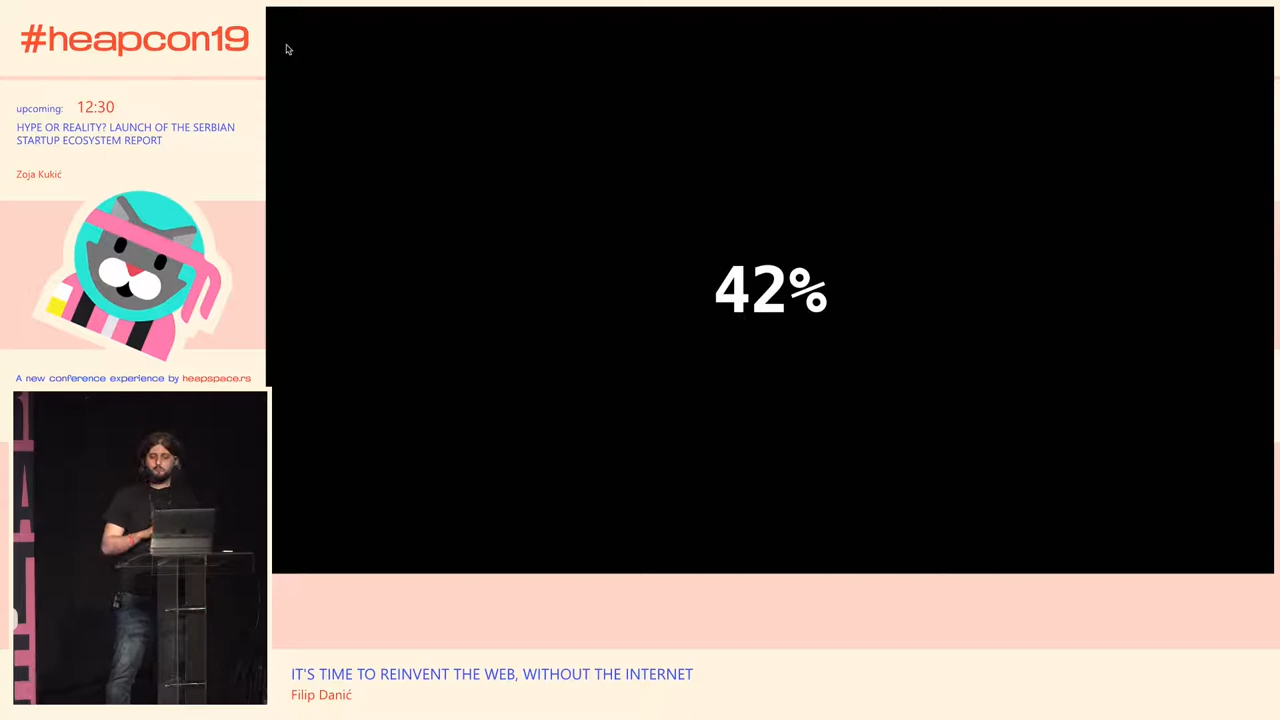 #heapcon19
upcoming: 12:30
HYPE OR REALITY? LAUNCH OF THE SERBIAN
STARTUP ECOSYSTEM REPORT
Zoja Kukić
A new conference experience by heapspace.rs
42%
IT'S TIME TO REINVENT THE WEB, WITHOUT THE INTERNET
Filip Danić